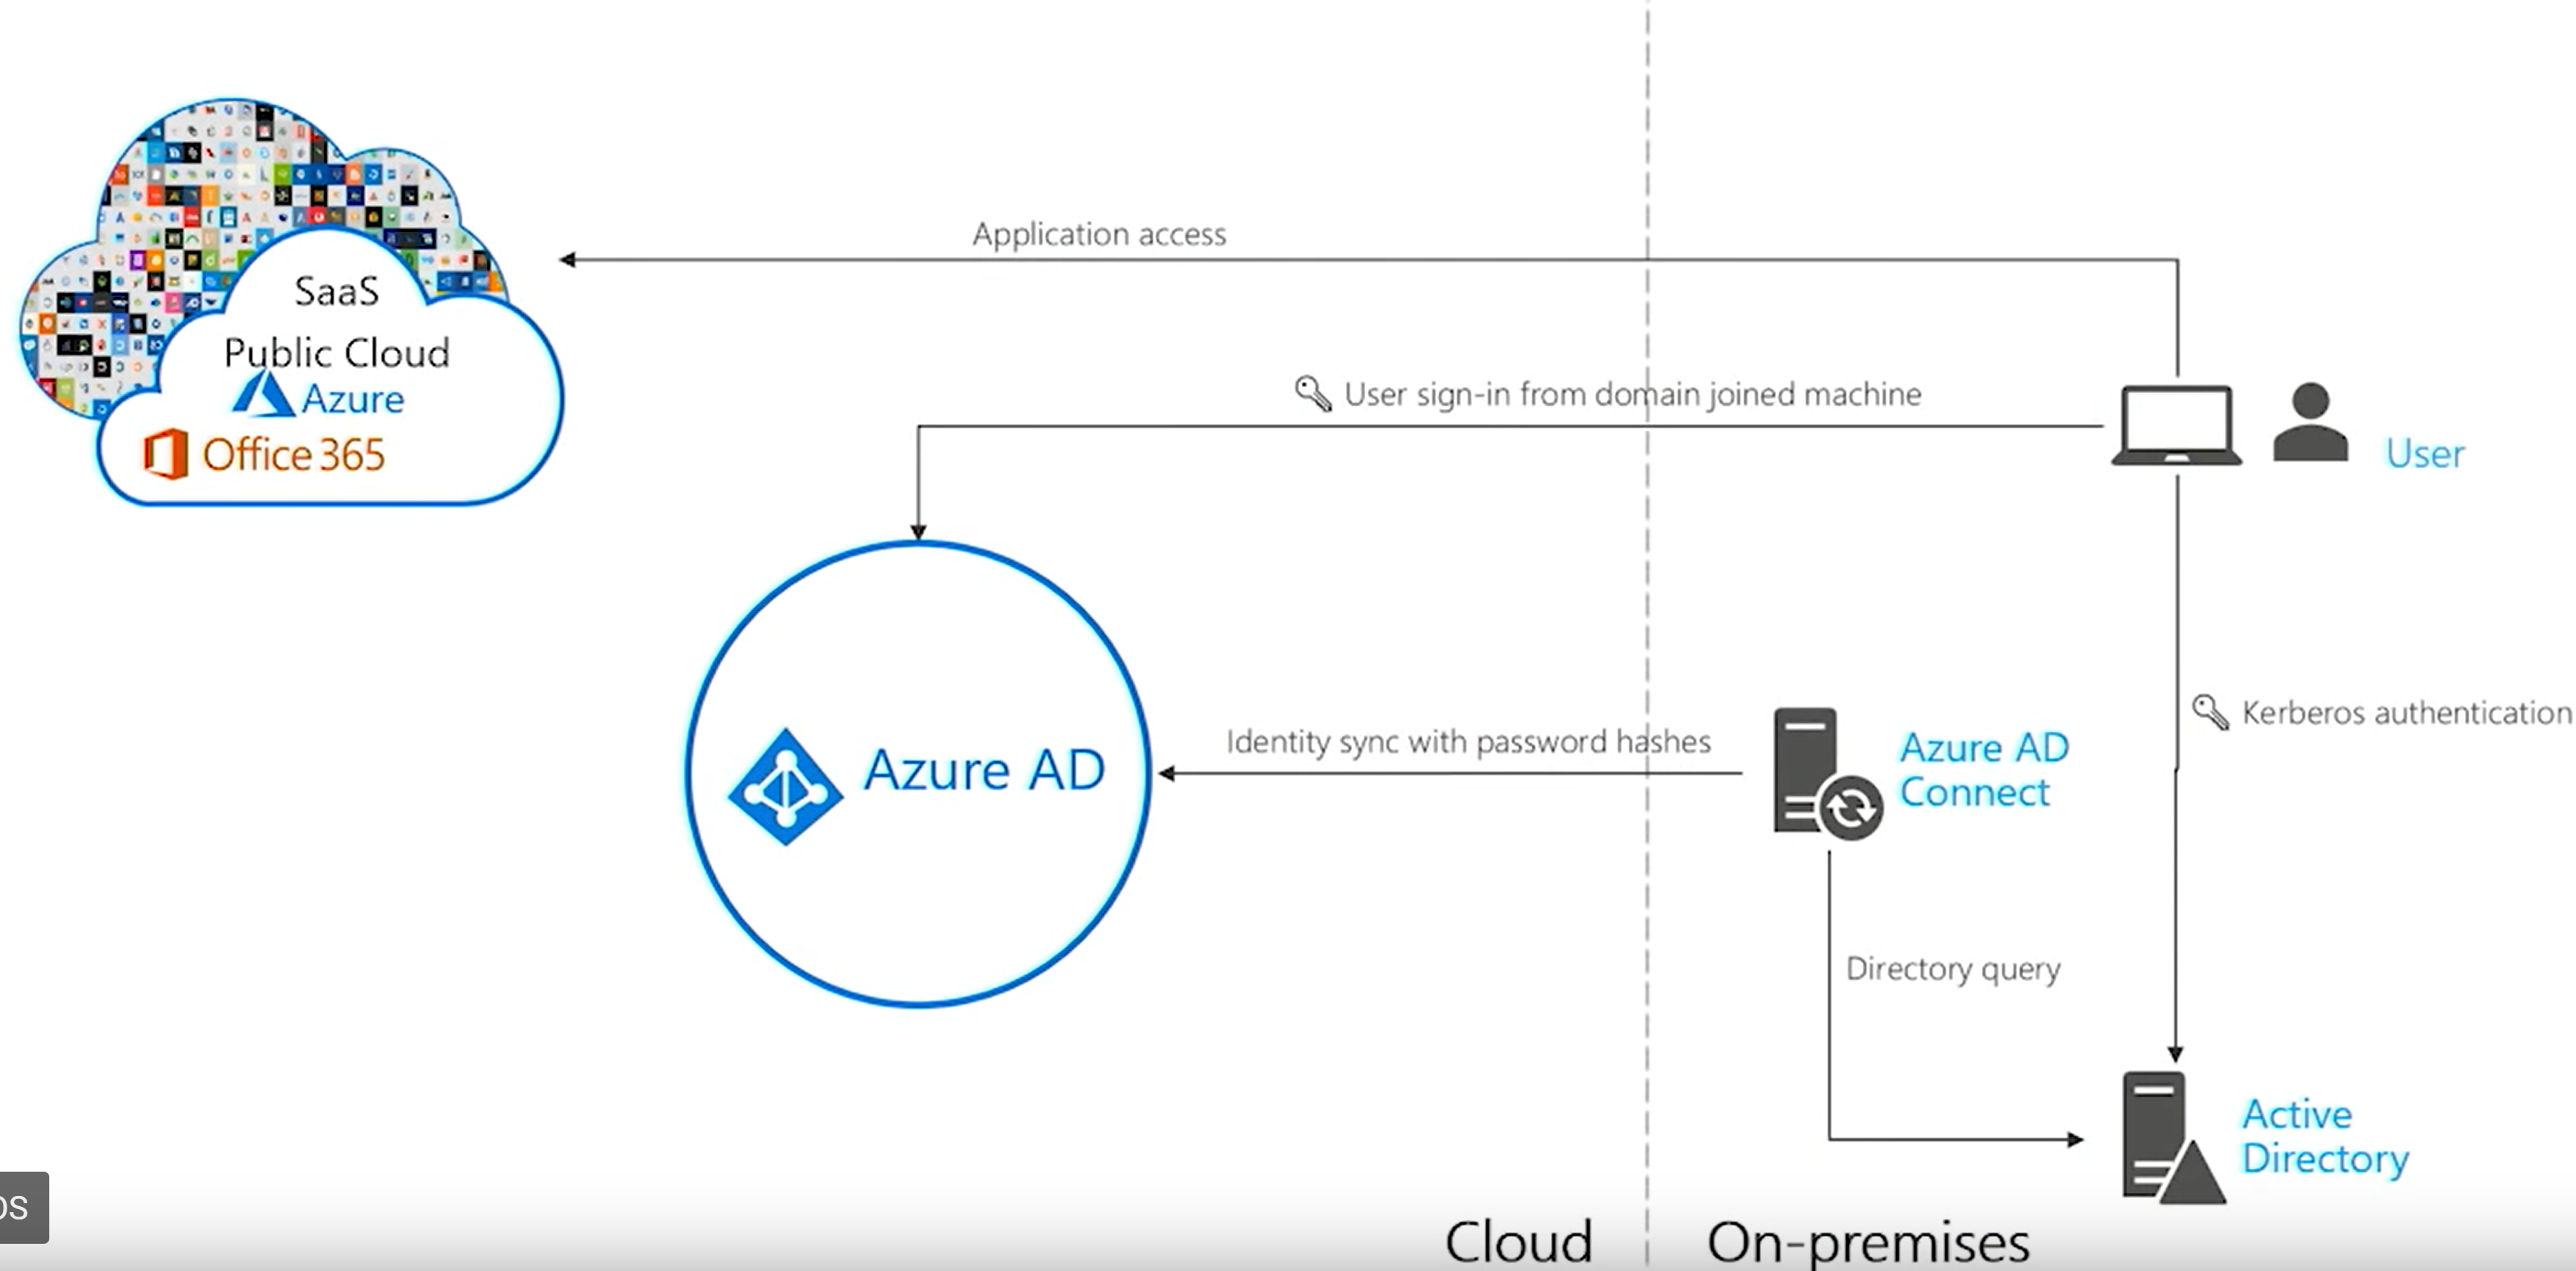 SaaS
Public Cloud
Azure
Office 365
Application access
User sign-in from domain joined machine
User
Azure AD
Identity sync with password hashes
Azure AD
Connect
Kerberos authentication
Directory query
Active
Directory
Cloud
On-premises